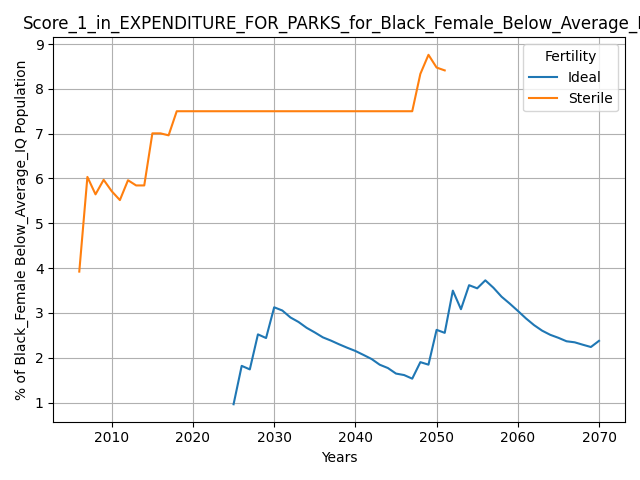 Score_1_in_EXPENDITURE_FOR_PARKS_for_Black_Female_Below_Average_I
Fertility
Ideal
Sterile
% of Black_Female Below_Average_IQ Population
9
8
7
6
5
4
3
2
1
2010 2020 2030 2040 2050 2060 2070
Years